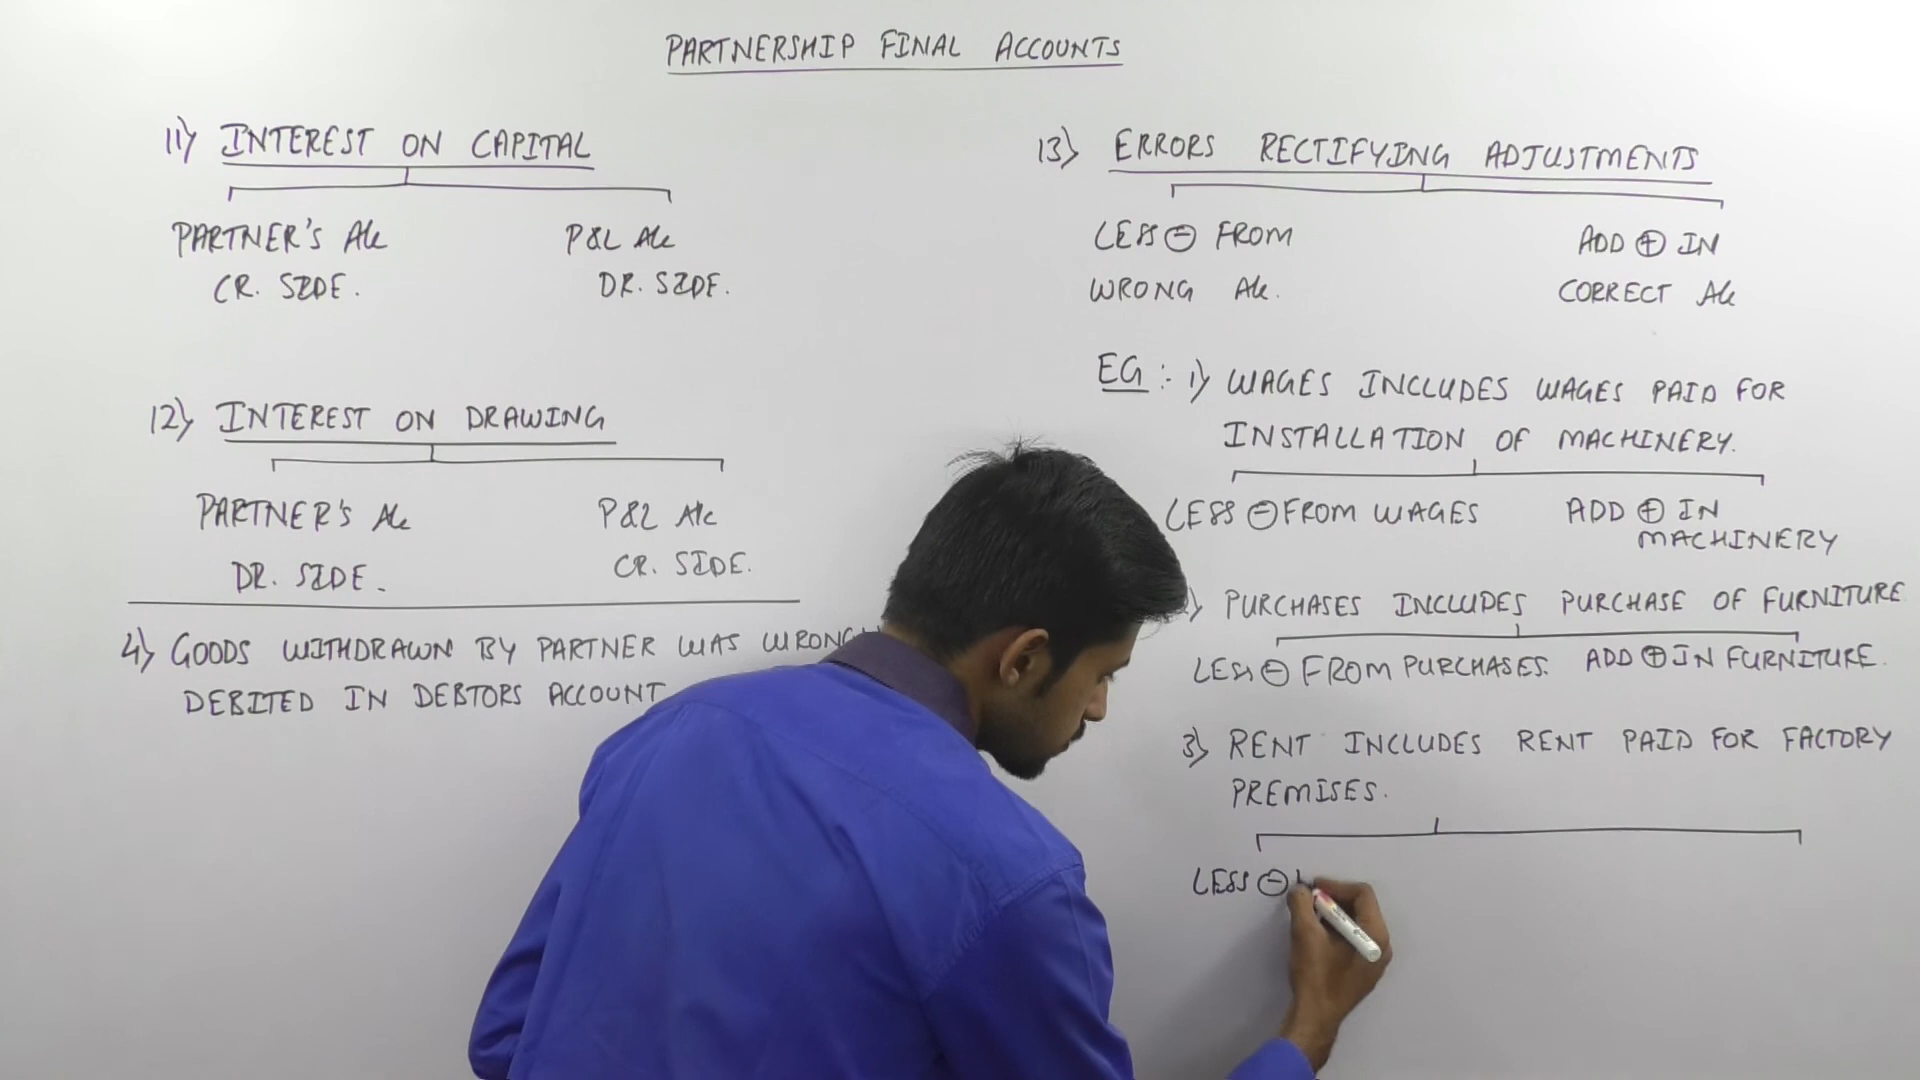 PARTNERSHIP FINAL ACCOUNTS
11) INTEREST ON CAPITAL
PARTNER'S A/c P&L A/c
CR. SIDE. DR. SIDE.
12) INTEREST ON DRAWING
PARTNER'S A/c P&L A/c
DR. SIDE. CR. SIDE.
4) GOODS WITHDRAWN BY PARTNER WAS
DEBITED IN DEBTORS ACCOUNT
13) ERRORS RECTIFYING ADJUSTMENTS
LESS ⊖ FROM ADD ⊕ IN
WRONG A/c. CORRECT A/c
EG :- 1) WAGES INCLUDES WAGES PAID FOR
INSTALLATION OF MACHINERY.
LESS ⊖ FROM WAGES ADD ⊕ IN
MACHINERY
) PURCHASES INCLUDES PURCHASE OF FURNITURE
LESS ⊖ FROM PURCHASES. ADD ⊕ IN FURNITURE.
3) RENT INCLUDES RENT PAID FOR FACTORY
PREMISES.
LESS ⊖